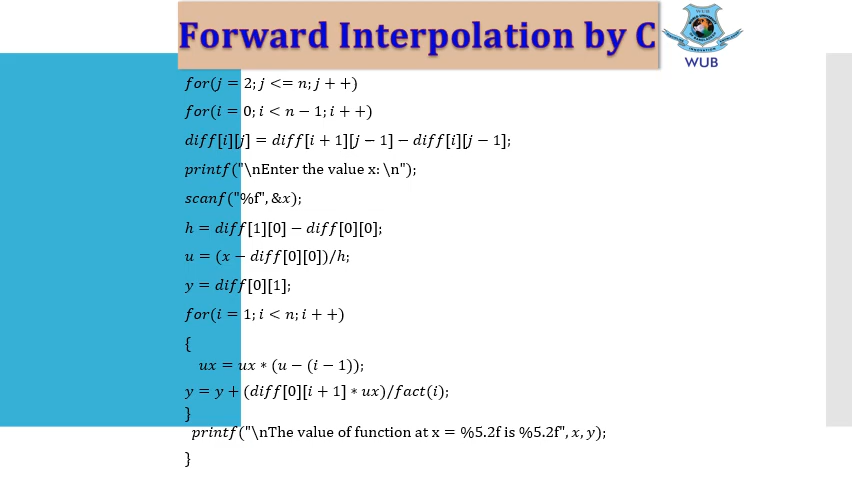 Forward Interpolation by C
WUB
WUB
for(j = 2; j <= n; j ++)
for(i = 0; i < n − 1; i ++)
diff[i][j] = diff[i + 1][j − 1] − diff[i][j − 1];
printf("\nEnter the value x: \n");
scanf("%f", &x);
h = diff[1][0] − diff[0][0];
u = (x − diff[0][0])/h;
y = diff[0][1];
for(i = 1; i < n; i ++)
{
ux = ux ∗ (u − (i − 1));
y = y + (diff[0][i + 1] ∗ ux)/fact(i);
}
printf("\nThe value of function at x = %5.2f is %5.2f", x, y);
}